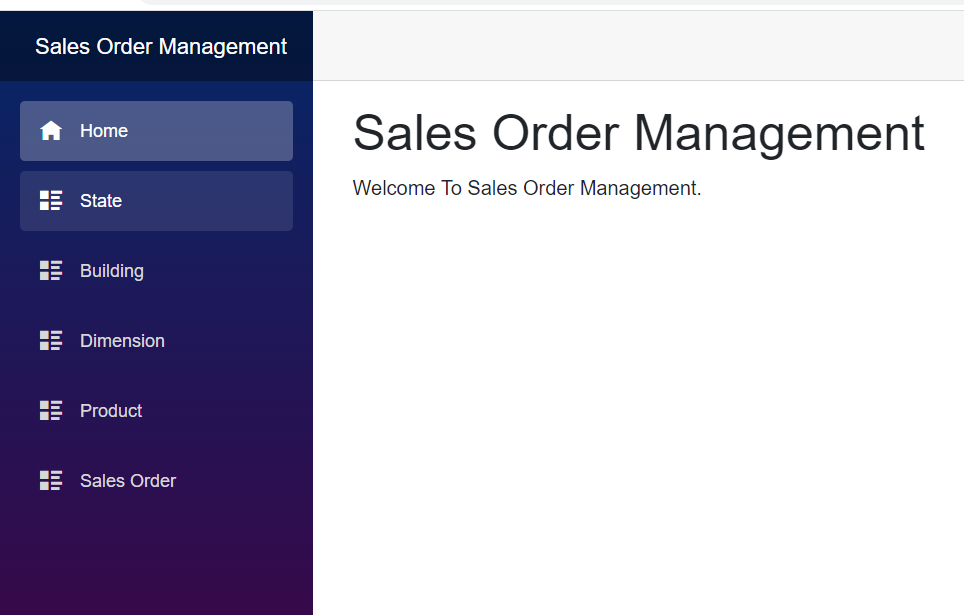 Sales Order Management
Home
State
Building
Dimension
Product
Sales Order
Sales Order Management
Welcome To Sales Order Management.